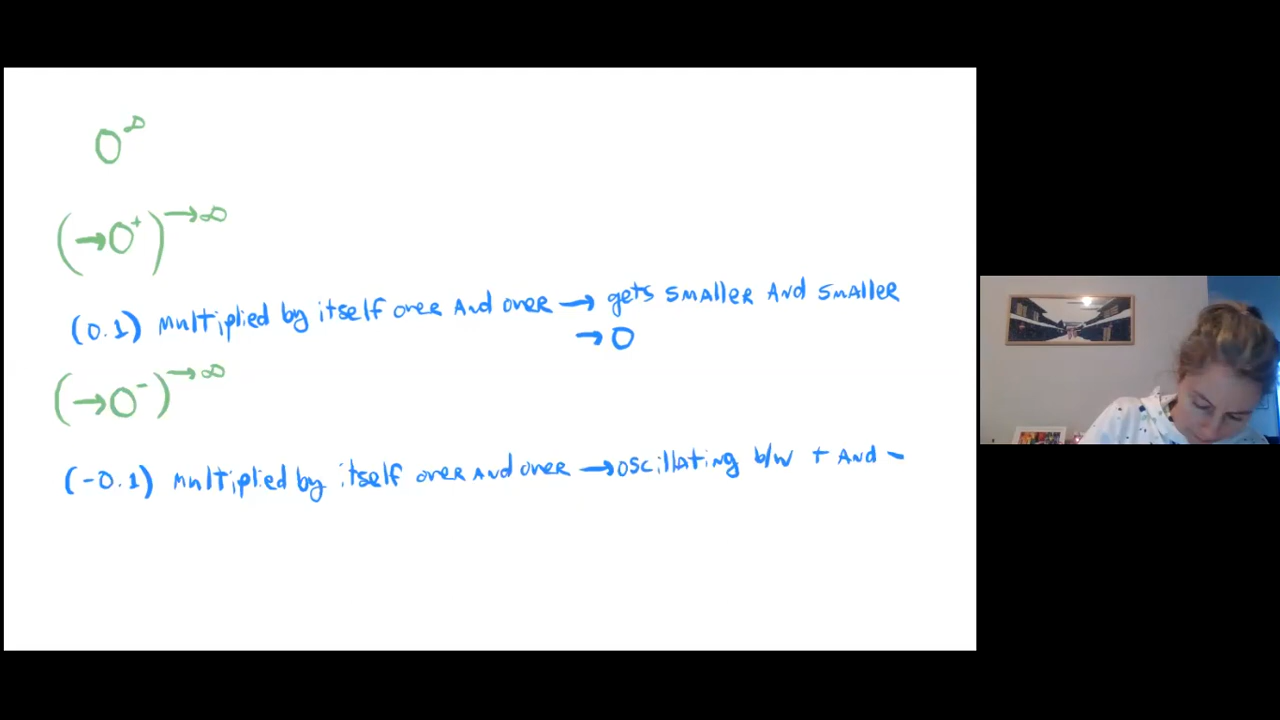 0^∞
(→0⁺)^→∞
(0.1) multiplied by itself over and over → gets smaller and smaller
→ 0
(→0⁻)^→∞
(-0.1) multiplied by itself over and over → oscillating b/w + and -